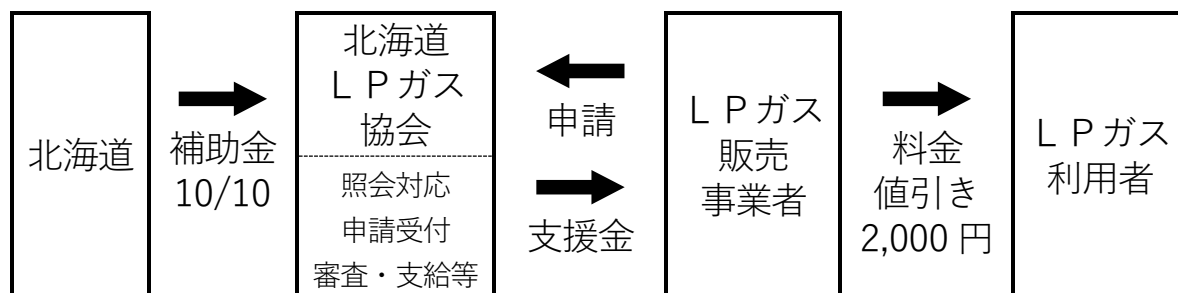 北海道
補助金
10/10
北海道
ＬＰガス
協会
照会対応
申請受付
審査・支給等
申請
支援金
ＬＰガス
販売
事業者
料金
値引き
2,000 円
ＬＰガス
利用者